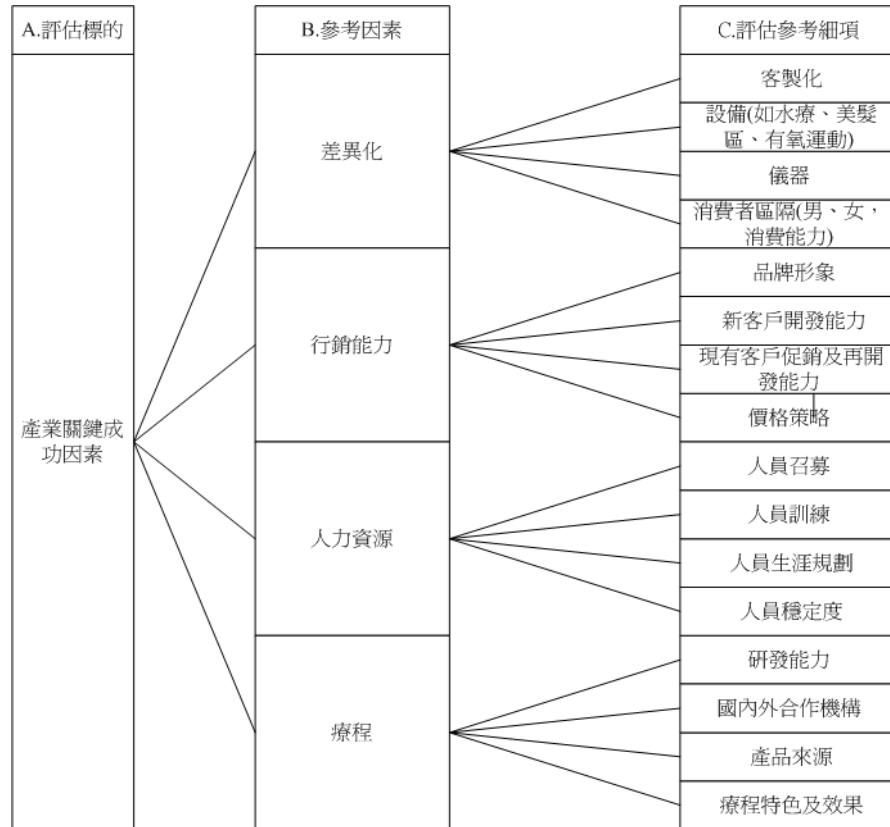 A.評估標的
B.參考因素
C.評估參考細項
產業關鍵成
功因素
差異化
客製化
設備(如水療、美髮
區、有氧運動)
儀器
消費者區隔(男、女，
消費能力)
行銷能力
品牌形象
新客戶開發能力
現有客戶促銷及再開
發能力
價格策略
人力資源
人員召募
人員訓練
人員生涯規劃
人員穩定度
療程
研發能力
國內外合作機構
產品來源
療程特色及效果